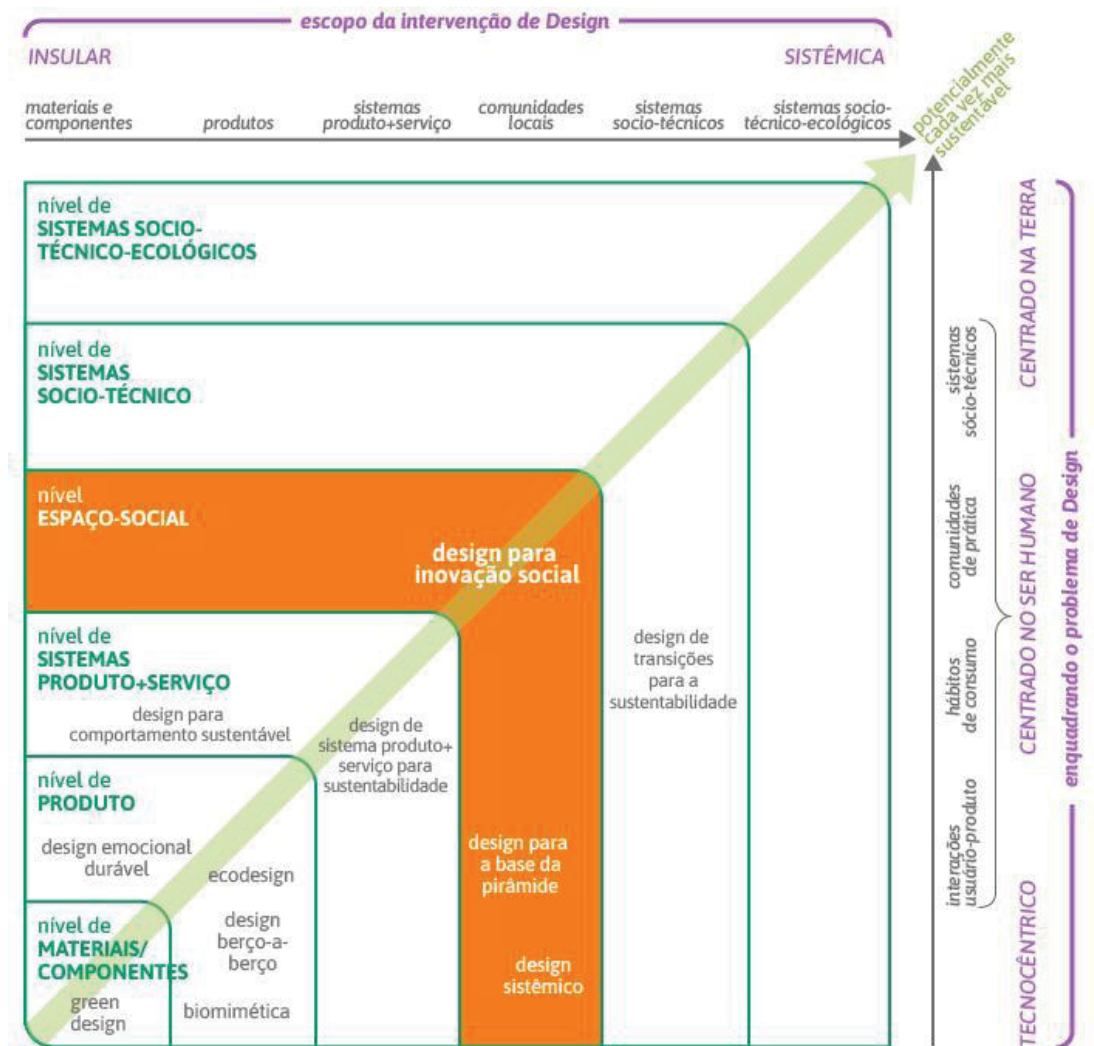 escopo da intervenção de Design
INSULAR
SISTÊMICA
materiais e
componentes
produtos
sistemas
produto+serviço
comunidades
locais
sistemas
socio-técnicos
sistemas socio-
técnico-ecológicos
potencialmente
cada vez mais
sustentável
nível de
SISTEMAS SOCIO-
TÉCNICO-ECOLÓGICOS
nível de
SISTEMAS
SOCIO-TÉCNICO
nível
ESPAÇO-SOCIAL
design para
inovação social
nível de
SISTEMAS
PRODUTO+SERVIÇO
design para
comportamento sustentável
design de
sistema produto+
serviço para
sustentabilidade
design de
transições
para a
sustentabilidade
nível de
PRODUTO
design emocional
durável
ecodesign
design
berço-a-
berço
biomimética
nível de
MATERIAIS/
COMPONENTES
green
design
design para
a base da
pirâmide
design
sistêmico
sistemas
sócio-técnicos
comunidades
de prática
hábitos
de consumo
interações
usuário-produto
CENTRADO NA TERRA
CENTRADO NO SER HUMANO
TECNOCÊNTRICO
enquadrando o problema de Design